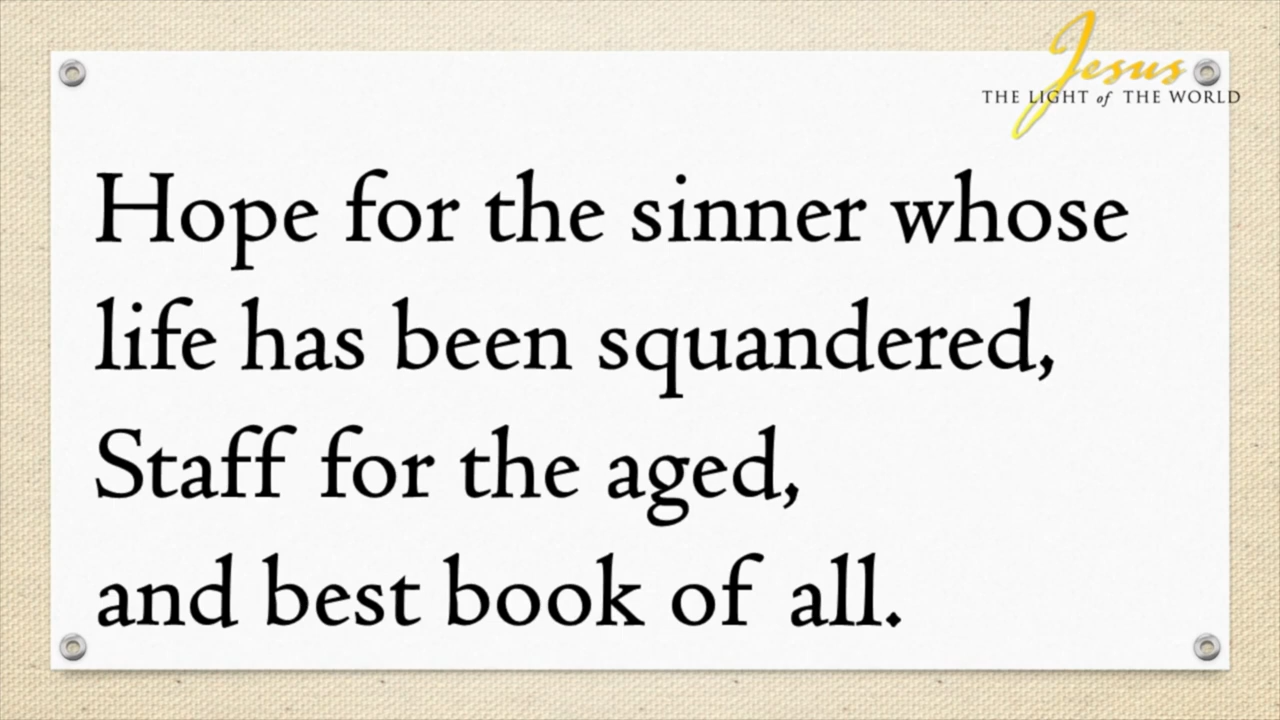 Jesus
THE LIGHT of THE WORLD
Hope for the sinner whose
life has been squandered,
Staff for the aged,
and best book of all.